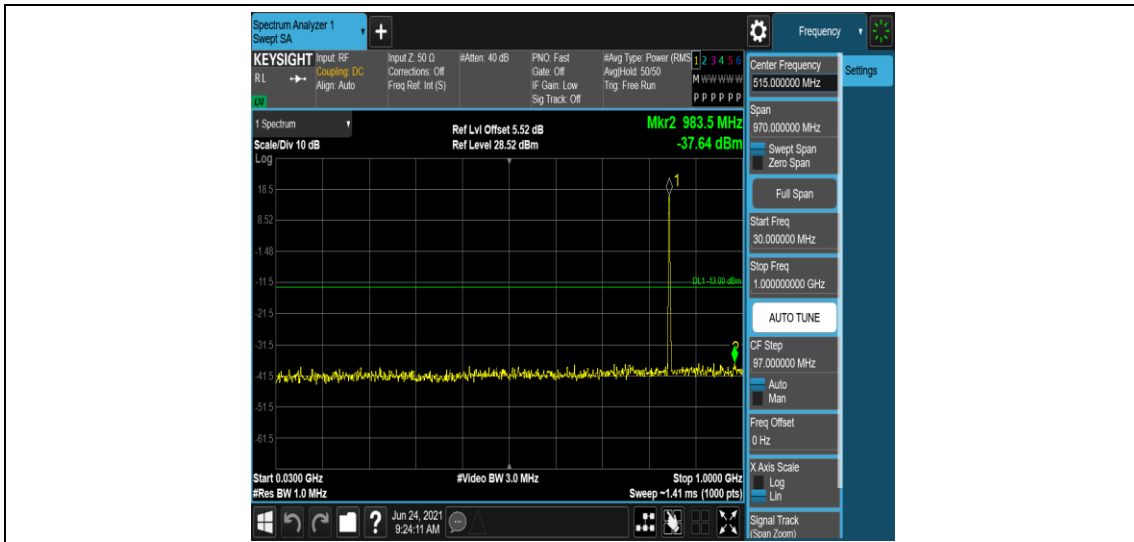 Spectrum Analyzer 1
Swept SA
Frequency
KEYSIGHT
RL
LXI
Input: RF
Coupling: DC
Align: Auto
Input Z: 50 Ω
Corrections: Off
Freq Ref: Int (S)
#Atten: 40 dB
PNO: Fast
Gate: Off
IF Gain: Low
Sig Track: Off
#Avg Type: Power (RMS
Avg|Hold: 50/50
Trig: Free Run
1 2 3 4 5 6
M W W W W W
P P P P P P
1 Spectrum
Scale/Div 10 dB
Log
Ref Lvl Offset 5.52 dB
Ref Level 28.52 dBm
Mkr2 983.5 MHz
-37.64 dBm
1
18.5
8.52
-1.48
-11.5
DL1 -13.00 dBm
-21.5
-31.5
2
-41.5
-51.5
-61.5
Start 0.0300 GHz
#Res BW 1.0 MHz
#Video BW 3.0 MHz
Stop 1.0000 GHz
Sweep ~1.41 ms (1000 pts)
Center Frequency
515.000000 MHz
Settings
Span
970.000000 MHz
Swept Span
Zero Span
Full Span
Start Freq
30.000000 MHz
Stop Freq
1.000000000 GHz
AUTO TUNE
CF Step
97.000000 MHz
Auto
Man
Freq Offset
0 Hz
X Axis Scale
Log
Lin
Signal Track
(Span Zoom)
?
Jun 24, 2021
9:24:11 AM